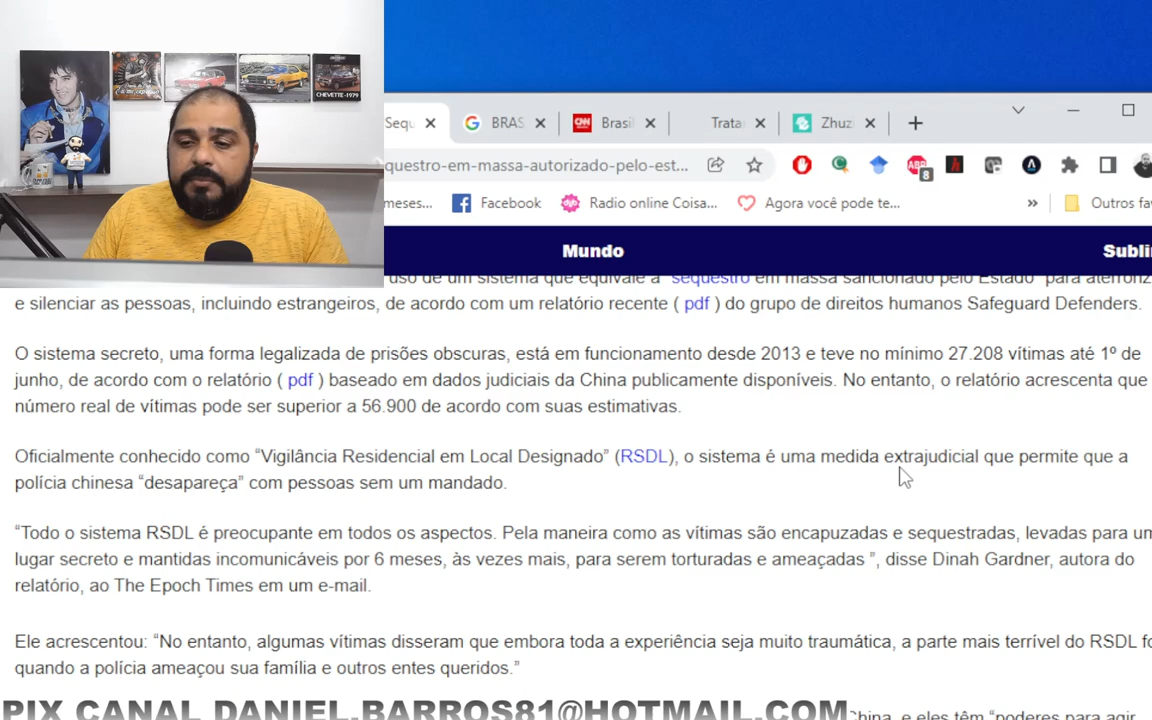 CHEVETTE-1979
Sequ
BRAS
CNN Brasil
Trata
Zhuz
questro-em-massa-autorizado-pelo-est...
ABP
8
meses...
Facebook
Radio online Coisa...
Agora você pode te...
»
Outros fav
Mundo
Sublin
uso de um sistema que equivale a “sequestro em massa sancionado pelo Estado” para aterroriz
e silenciar as pessoas, incluindo estrangeiros, de acordo com um relatório recente ( pdf ) do grupo de direitos humanos Safeguard Defenders.
O sistema secreto, uma forma legalizada de prisões obscuras, está em funcionamento desde 2013 e teve no mínimo 27.208 vítimas até 1º de
junho, de acordo com o relatório ( pdf ) baseado em dados judiciais da China publicamente disponíveis. No entanto, o relatório acrescenta que
número real de vítimas pode ser superior a 56.900 de acordo com suas estimativas.
Oficialmente conhecido como “Vigilância Residencial em Local Designado” (RSDL), o sistema é uma medida extrajudicial que permite que a
polícia chinesa “desapareça” com pessoas sem um mandado.
“Todo o sistema RSDL é preocupante em todos os aspectos. Pela maneira como as vítimas são encapuzadas e sequestradas, levadas para um
lugar secreto e mantidas incomunicáveis por 6 meses, às vezes mais, para serem torturadas e ameaçadas ”, disse Dinah Gardner, autora do
relatório, ao The Epoch Times em um e-mail.
Ele acrescentou: “No entanto, algumas vítimas disseram que embora toda a experiência seja muito traumática, a parte mais terrível do RSDL fo
quando a polícia ameaçou sua família e outros entes queridos.”
China, e eles têm “poderes para agir
PIX CANAL DANIEL.BARROS81@HOTMAIL.COM